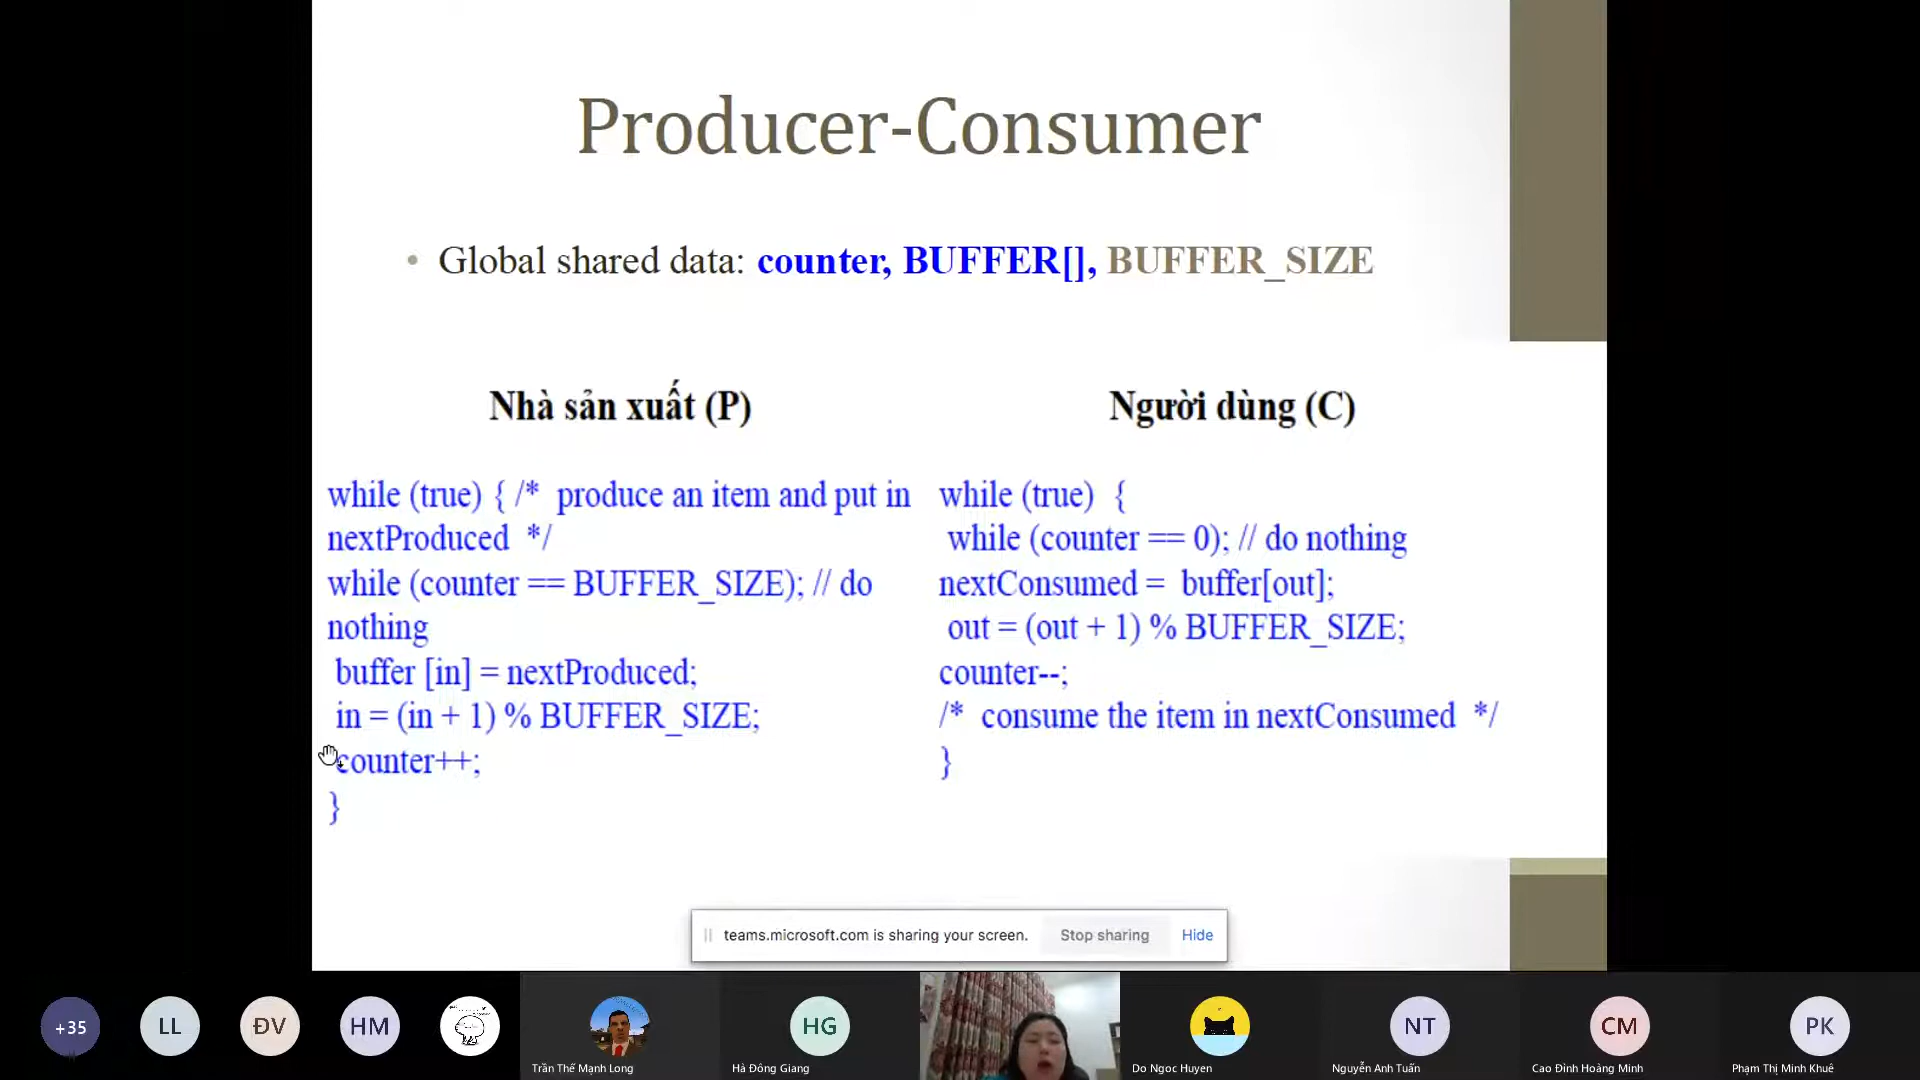 Producer-Consumer
• Global shared data: counter, BUFFER[], BUFFER_SIZE
Nhà sản xuất (P)
while (true) { /* produce an item and put in
nextProduced */
while (counter == BUFFER_SIZE); // do
nothing
buffer [in] = nextProduced;
in = (in + 1) % BUFFER_SIZE;
counter++;
}
Người dùng (C)
while (true) {
while (counter == 0); // do nothing
nextConsumed = buffer[out];
out = (out + 1) % BUFFER_SIZE;
counter--;
/* consume the item in nextConsumed */
}
teams.microsoft.com is sharing your screen. Stop sharing Hide
+35 LL ĐV HM HG NT CM PK
Trần Thế Mạnh Long Hà Đông Giang Do Ngoc Huyen Nguyễn Anh Tuấn Cao Đình Hoàng Minh Phạm Thị Minh Khuê